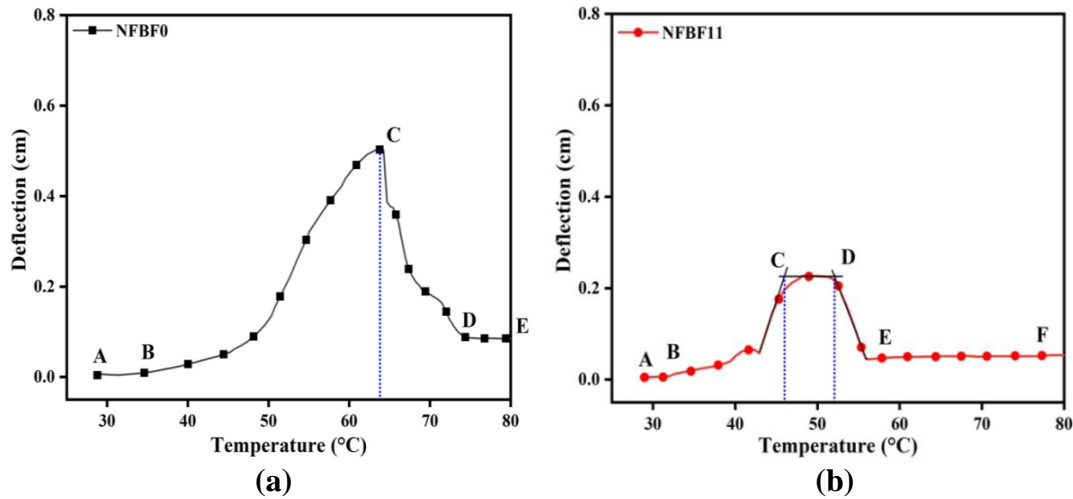 NFBF0
0.8
0.6
0.4
0.2
0.0
Deflection (cm)
A
B
C
D
E
30 40 50 60 70 80
Temperature (°C)
(a)
NFBF11
0.8
0.6
0.4
0.2
0.0
Deflection (cm)
A
B
C
D
E
F
30 40 50 60 70 80
Temperature (°C)
(b)